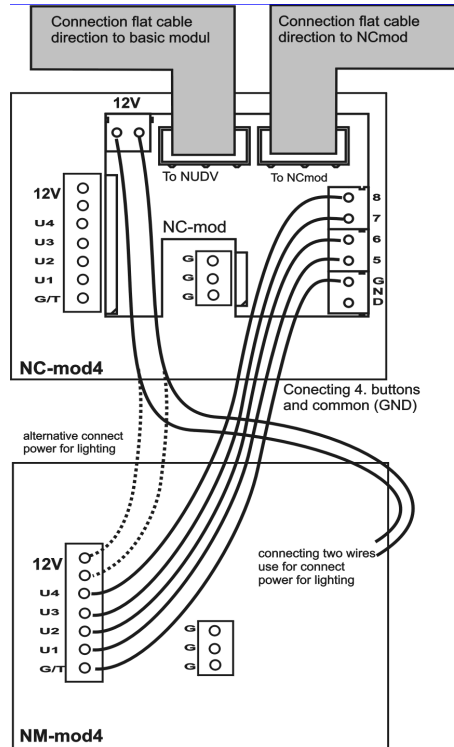 Connection flat cable
direction to basic modul
Connection flat cable
direction to NCmod
12V
To NUDV
To NCmod
12V
U4
U3
U2
U1
G/T
NC-mod
G
G
G
8
7
6
5
G
N
D
NC-mod4
Conecting 4. buttons
and common (GND)
alternative connect
power for lighting
connecting two wires
use for connect
power for lighting
12V
U4
U3
U2
U1
G/T
G
G
G
NM-mod4